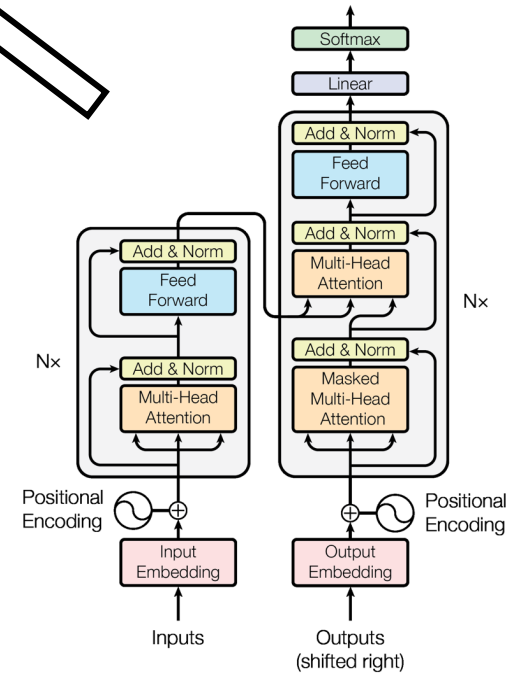 Softmax
Linear
Add & Norm
Feed
Forward
Add & Norm
Multi-Head
Attention
Add & Norm
Masked
Multi-Head
Attention
N×
Add & Norm
Feed
Forward
Add & Norm
Multi-Head
Attention
N×
Positional
Encoding
Positional
Encoding
Input
Embedding
Output
Embedding
Inputs
Outputs
(shifted right)